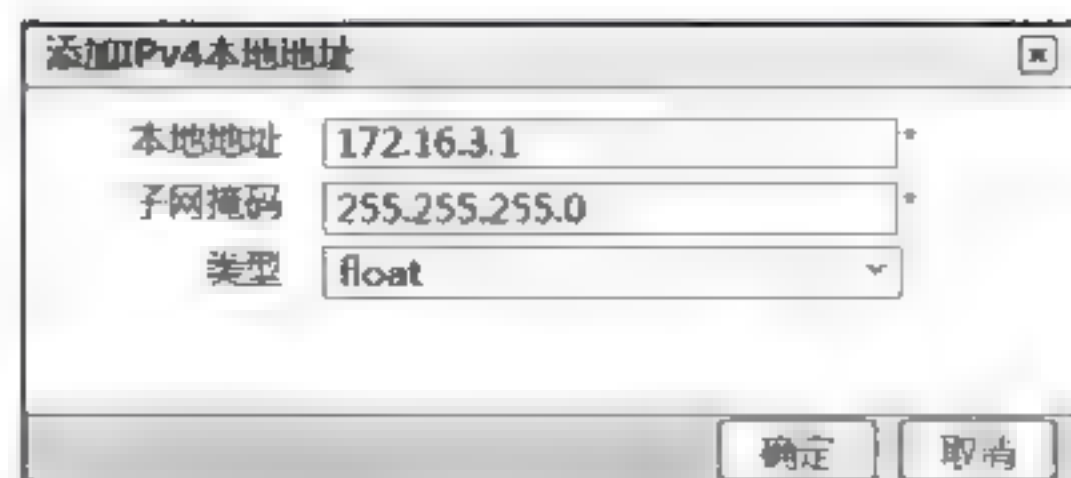 添加IPv4本地地址
本地地址 172.16.3.1 *
子网掩码 255.255.255.0 *
类型 float
确定 取消